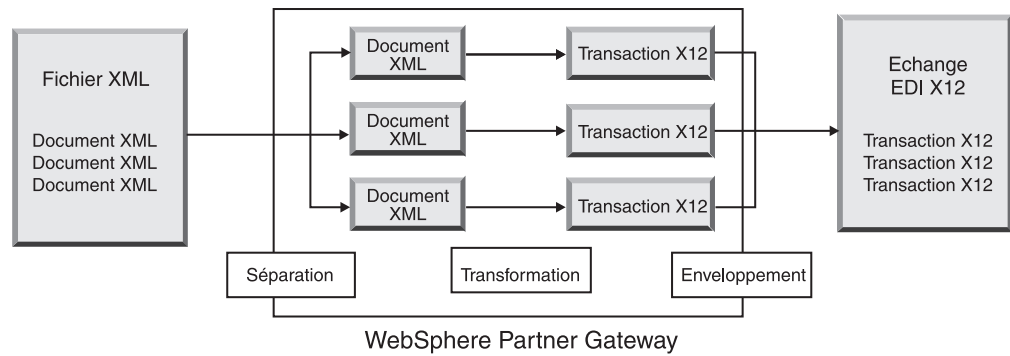 Fichier XML
Document XML
Document XML
Document XML
Document
XML
Transaction X12
Document
XML
Transaction X12
Document
XML
Transaction X12
Echange
EDI X12
Transaction X12
Transaction X12
Transaction X12
Séparation
Transformation
Enveloppement
WebSphere Partner Gateway